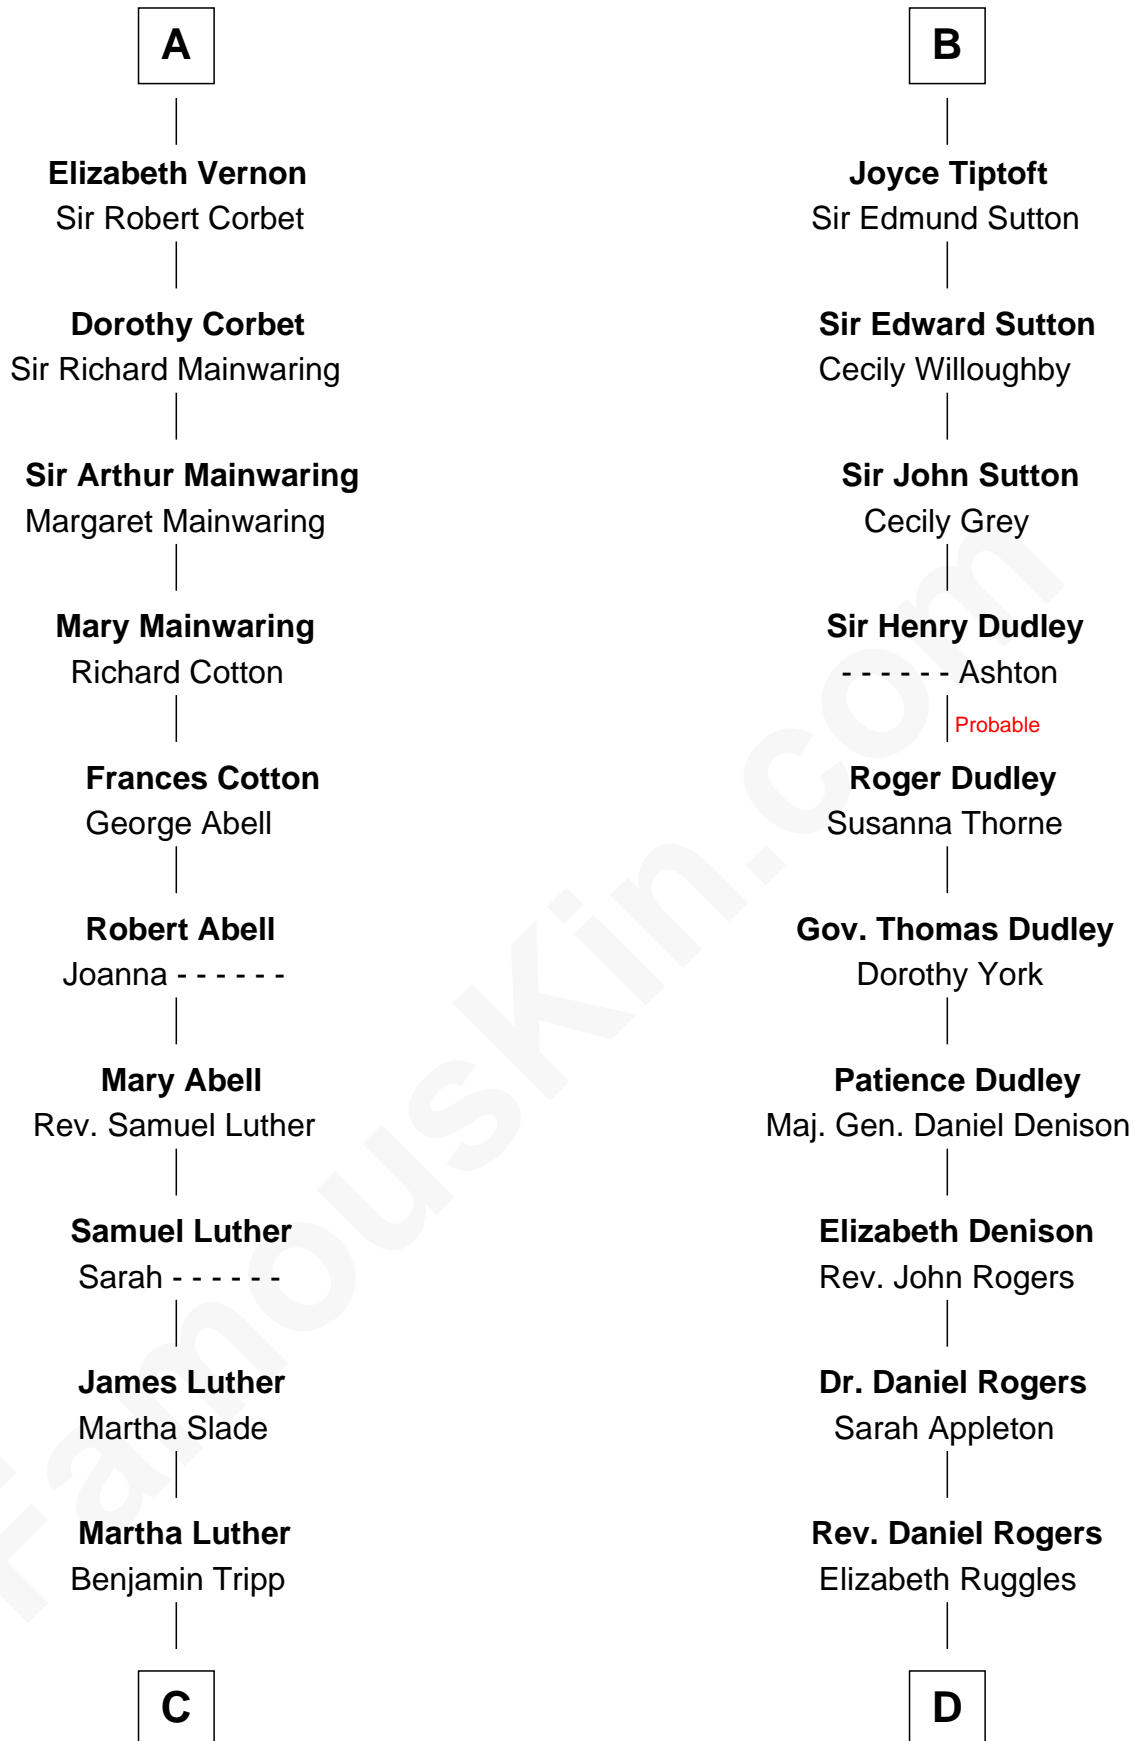 A
Elizabeth Vernon
Sir Robert Corbet
Dorothy Corbet
Sir Richard Mainwaring
Sir Arthur Mainwaring
Margaret Mainwaring
Mary Mainwaring
Richard Cotton
Frances Cotton
George Abell
Robert Abell
Joanna - - - - - -
Mary Abell
Rev. Samuel Luther
Samuel Luther
Sarah - - - - - -
James Luther
Martha Slade
Martha Luther
Benjamin Tripp
C
B
Joyce Tiptoft
Sir Edmund Sutton
Sir Edward Sutton
Cecily Willoughby
Sir John Sutton
Cecily Grey
Sir Henry Dudley
- - - - - - Ashton
Probable
Roger Dudley
Susanna Thorne
Gov. Thomas Dudley
Dorothy York
Patience Dudley
Maj. Gen. Daniel Denison
Elizabeth Denison
Rev. John Rogers
Dr. Daniel Rogers
Sarah Appleton
Rev. Daniel Rogers
Elizabeth Ruggles
D
FamousKin.com